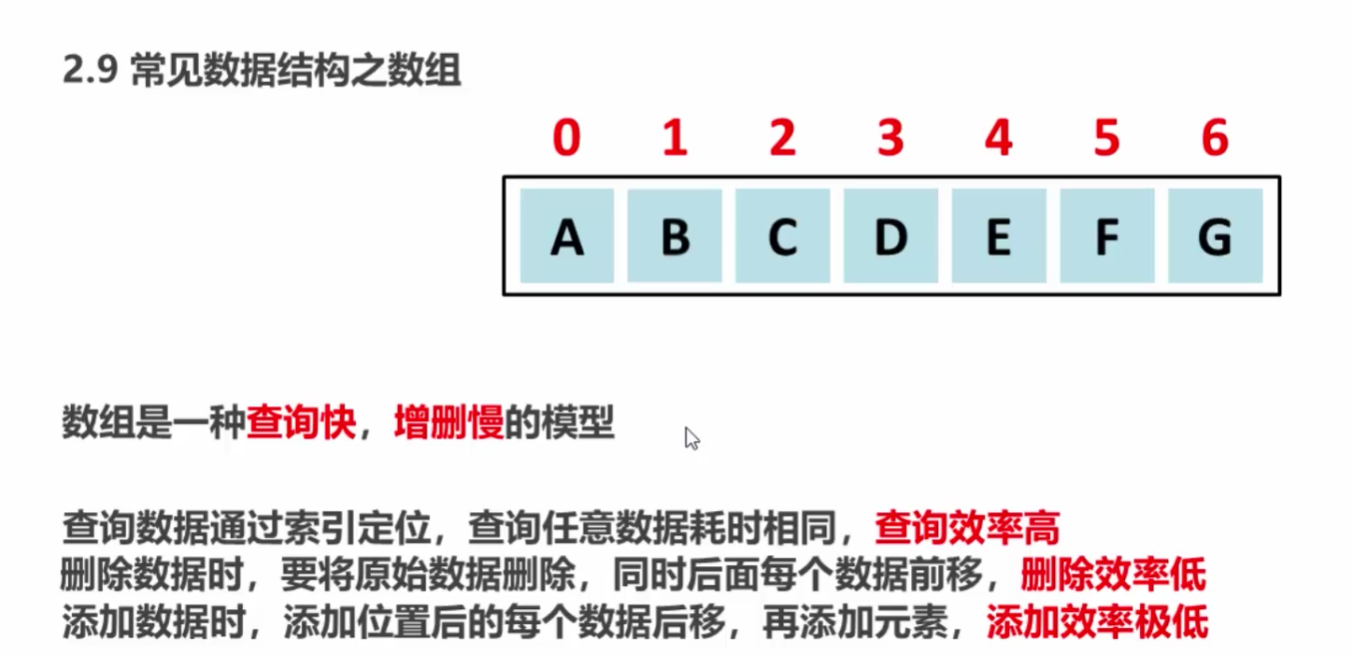 2.9 常见数据结构之数组
0 1 2 3 4 5 6
A B C D E F G
数组是一种查询快，增删慢的模型
查询数据通过索引定位，查询任意数据耗时相同，查询效率高
删除数据时，要将原始数据删除，同时后面每个数据前移，删除效率低
添加数据时，添加位置后的每个数据后移，再添加元素，添加效率极低